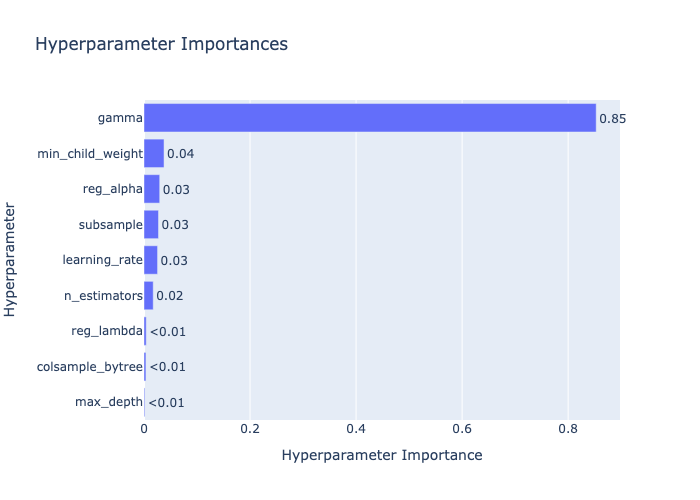 Hyperparameter Importances
Hyperparameter
gamma 0.85
min_child_weight 0.04
reg_alpha 0.03
subsample 0.03
learning_rate 0.03
n_estimators 0.02
reg_lambda <0.01
colsample_bytree <0.01
max_depth <0.01
0 0.2 0.4 0.6 0.8
Hyperparameter Importance